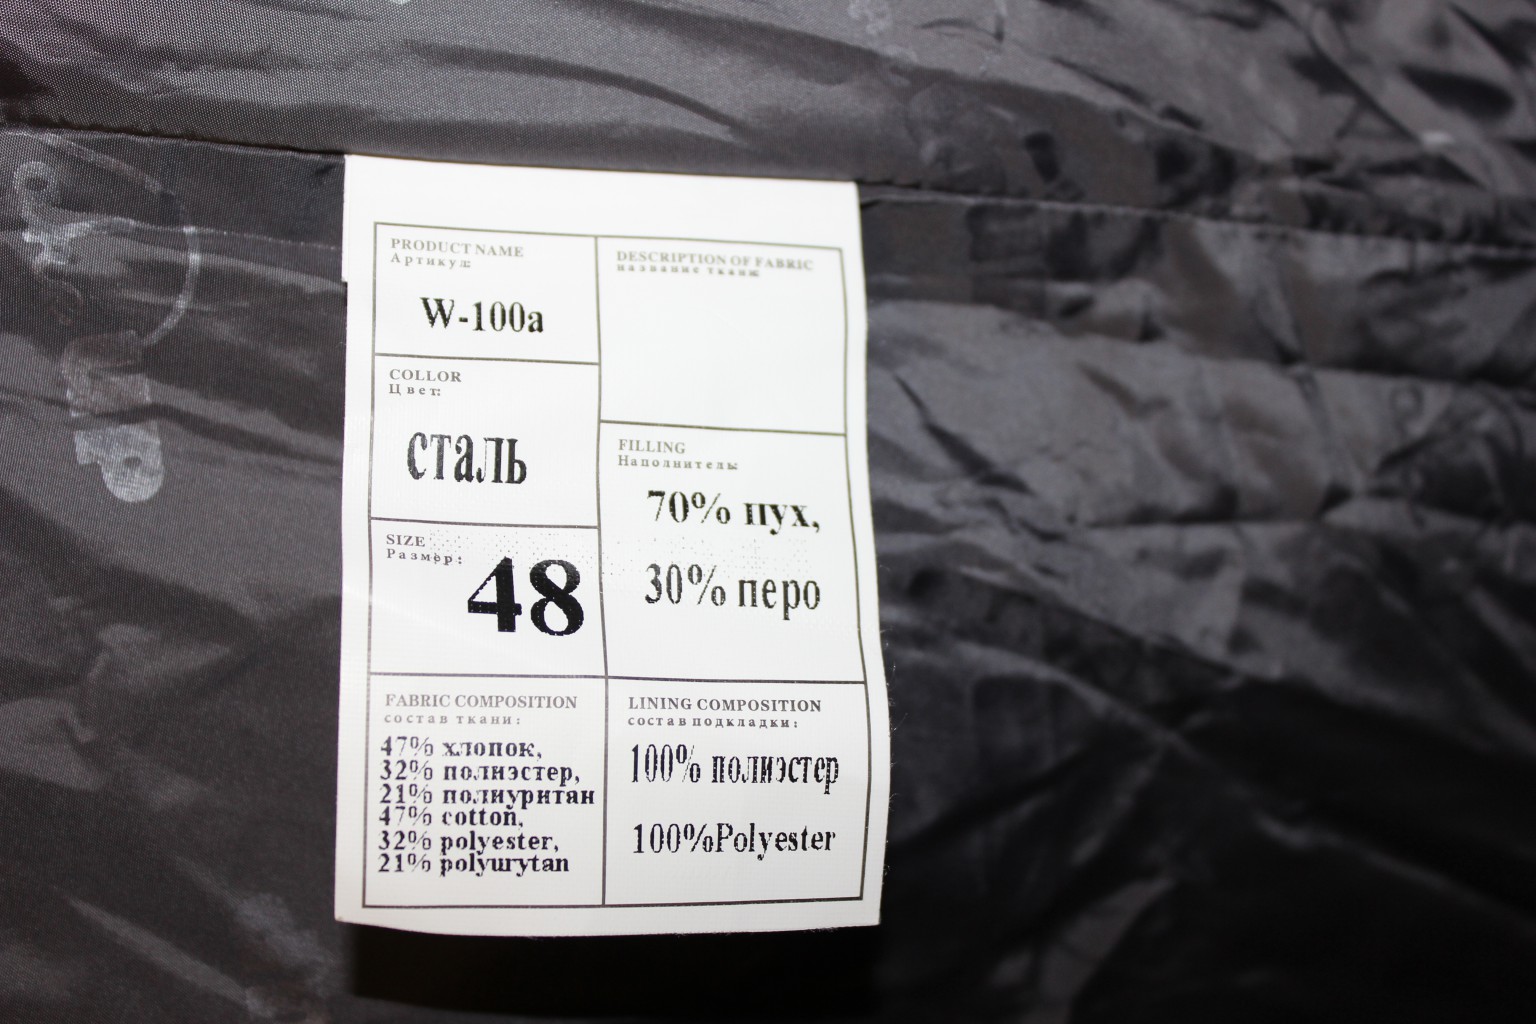 PRODUCT NAME
Артикул:
W-100a
COLLOR
Цвет:
сталь
SIZE
Размер:
48
FABRIC COMPOSITION
состав ткани:
47% хлопок,
32% полиэстер,
21% полиуритан
47% cotton,
32% polyester,
21% polyurytan
DESCRIPTION OF FABRIC
название ткани:
FILLING
Наполнитель:
70% пух,
30% перо
LINING COMPOSITION
состав подкладки:
100% полиэстер
100%Polyester